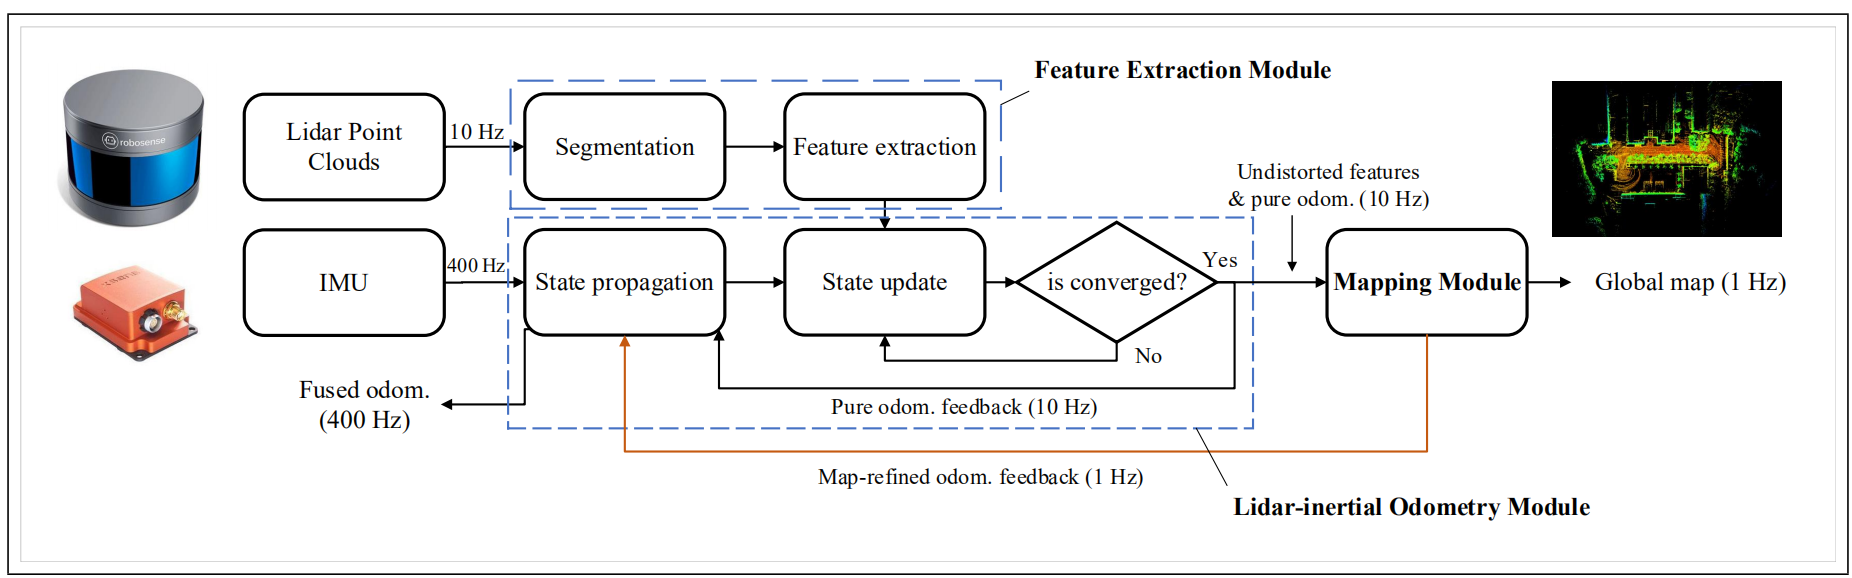 Feature Extraction Module
robosense
Lidar Point
Clouds
10 Hz
Segmentation
Feature extraction
Undistorted features
& pure odom. (10 Hz)
IMU
400 Hz
State propagation
State update
is converged?
Yes
No
Mapping Module
Global map (1 Hz)
Fused odom.
(400 Hz)
Pure odom. feedback (10 Hz)
Map-refined odom. feedback (1 Hz)
Lidar-inertial Odometry Module